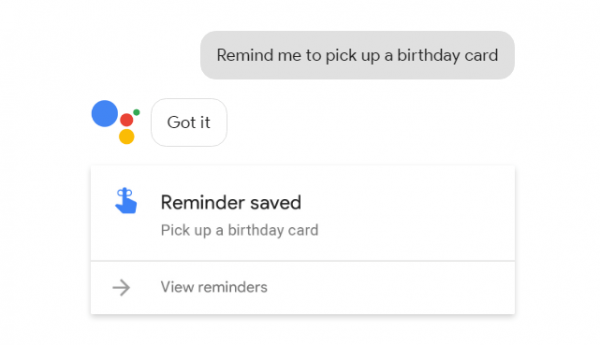 Remind me to pick up a birthday card
Got it
Reminder saved
Pick up a birthday card
View reminders